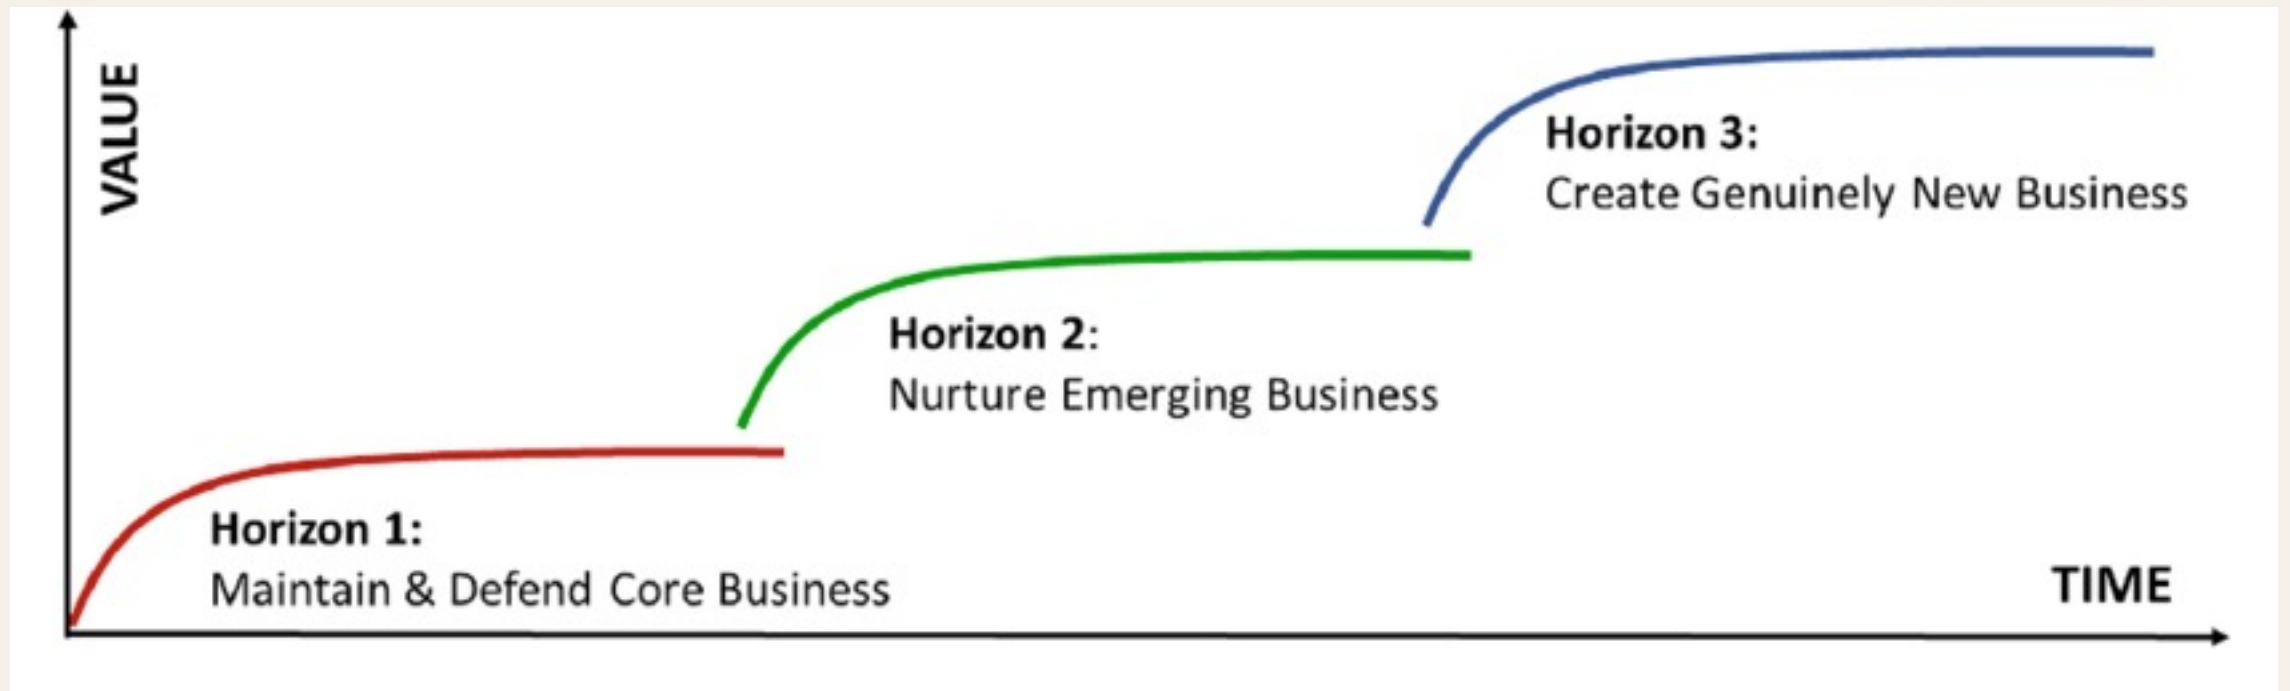 VALUE
Horizon 3:
Create Genuinely New Business
Horizon 2:
Nurture Emerging Business
Horizon 1:
Maintain & Defend Core Business
TIME